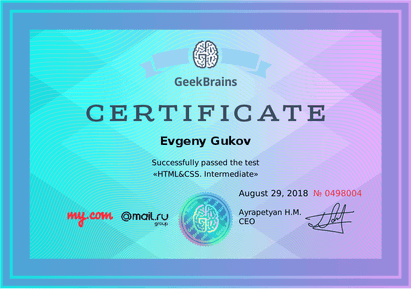 GeekBrains
CERTIFICATE
Evgeny Gukov
Successfully passed the test
«HTML&CSS. Intermediate»
August 29, 2018 № 0498004
my.com @mail.ru group
Ayrapetyan H.M.
CEO